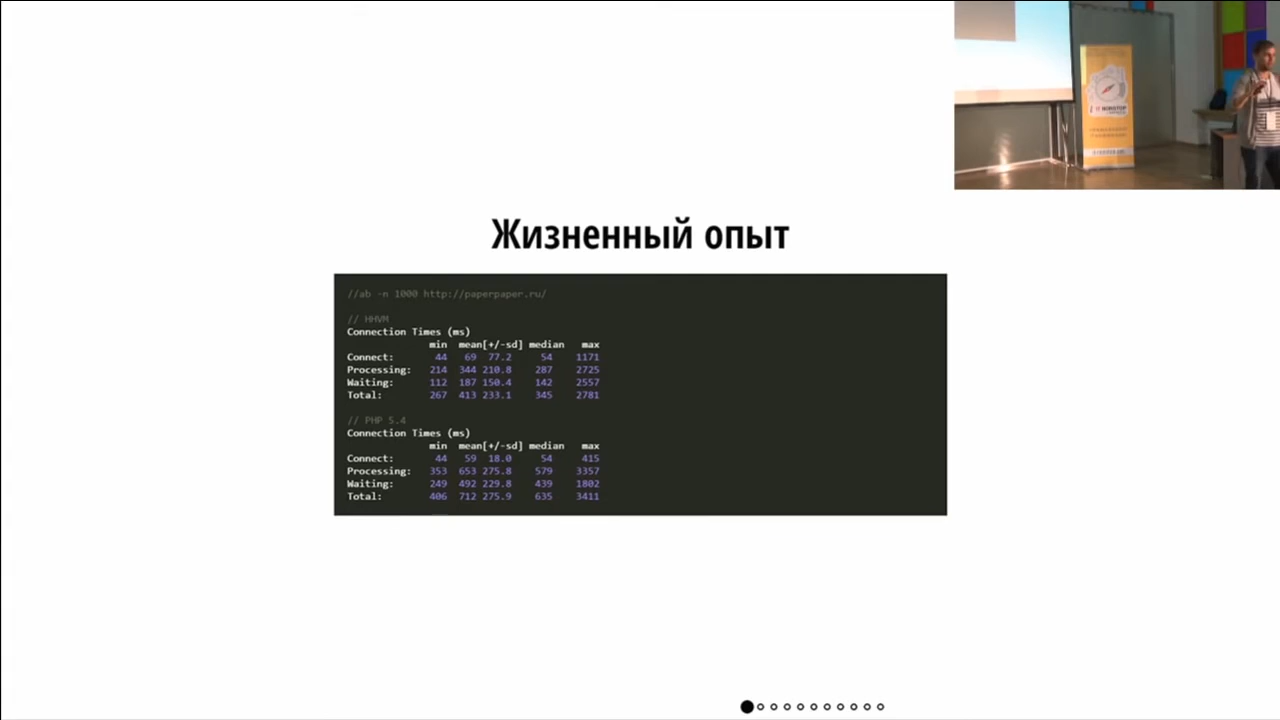 Жизненный опыт
//ab -n 1000 http://paperpaper.ru/
// HHVM
Connection Times (ms)
min mean[+/-sd] median max
Connect: 44 69 77.2 54 1171
Processing: 214 344 210.8 287 2725
Waiting: 112 187 150.4 142 2557
Total: 267 413 233.1 345 2781
// PHP 5.4
Connection Times (ms)
min mean[+/-sd] median max
Connect: 44 59 18.0 54 415
Processing: 353 653 275.8 579 3357
Waiting: 249 492 229.8 439 1802
Total: 406 712 275.9 635 3411